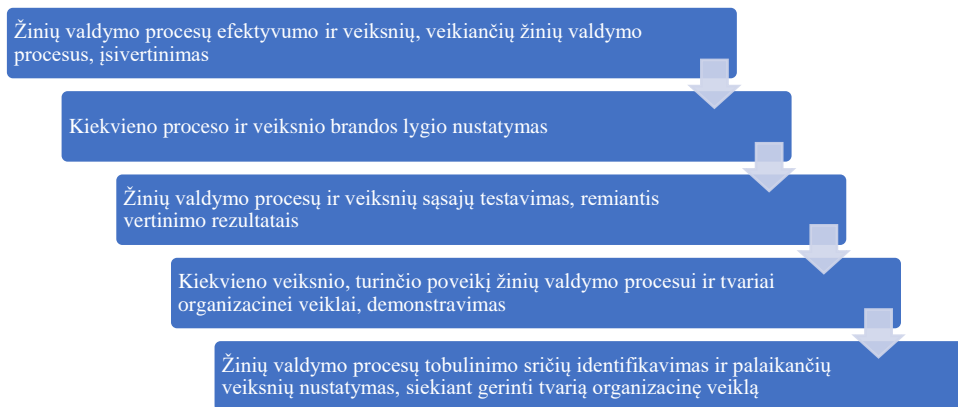 Žinių valdymo procesų efektyvumo ir veiksnių, veikiančių žinių valdymo
procesus, įsivertinimas
Kiekvieno proceso ir veiksnio brandos lygio nustatymas
Žinių valdymo procesų ir veiksnių sąsajų testavimas, remiantis
vertinimo rezultatais
Kiekvieno veiksnio, turinčio poveikį žinių valdymo procesui ir tvariai
organizacinei veiklai, demonstravimas
Žinių valdymo procesų tobulinimo sričių identifikavimas ir palaikančių
veiksnių nustatymas, siekiant gerinti tvarią organizacinę veiklą